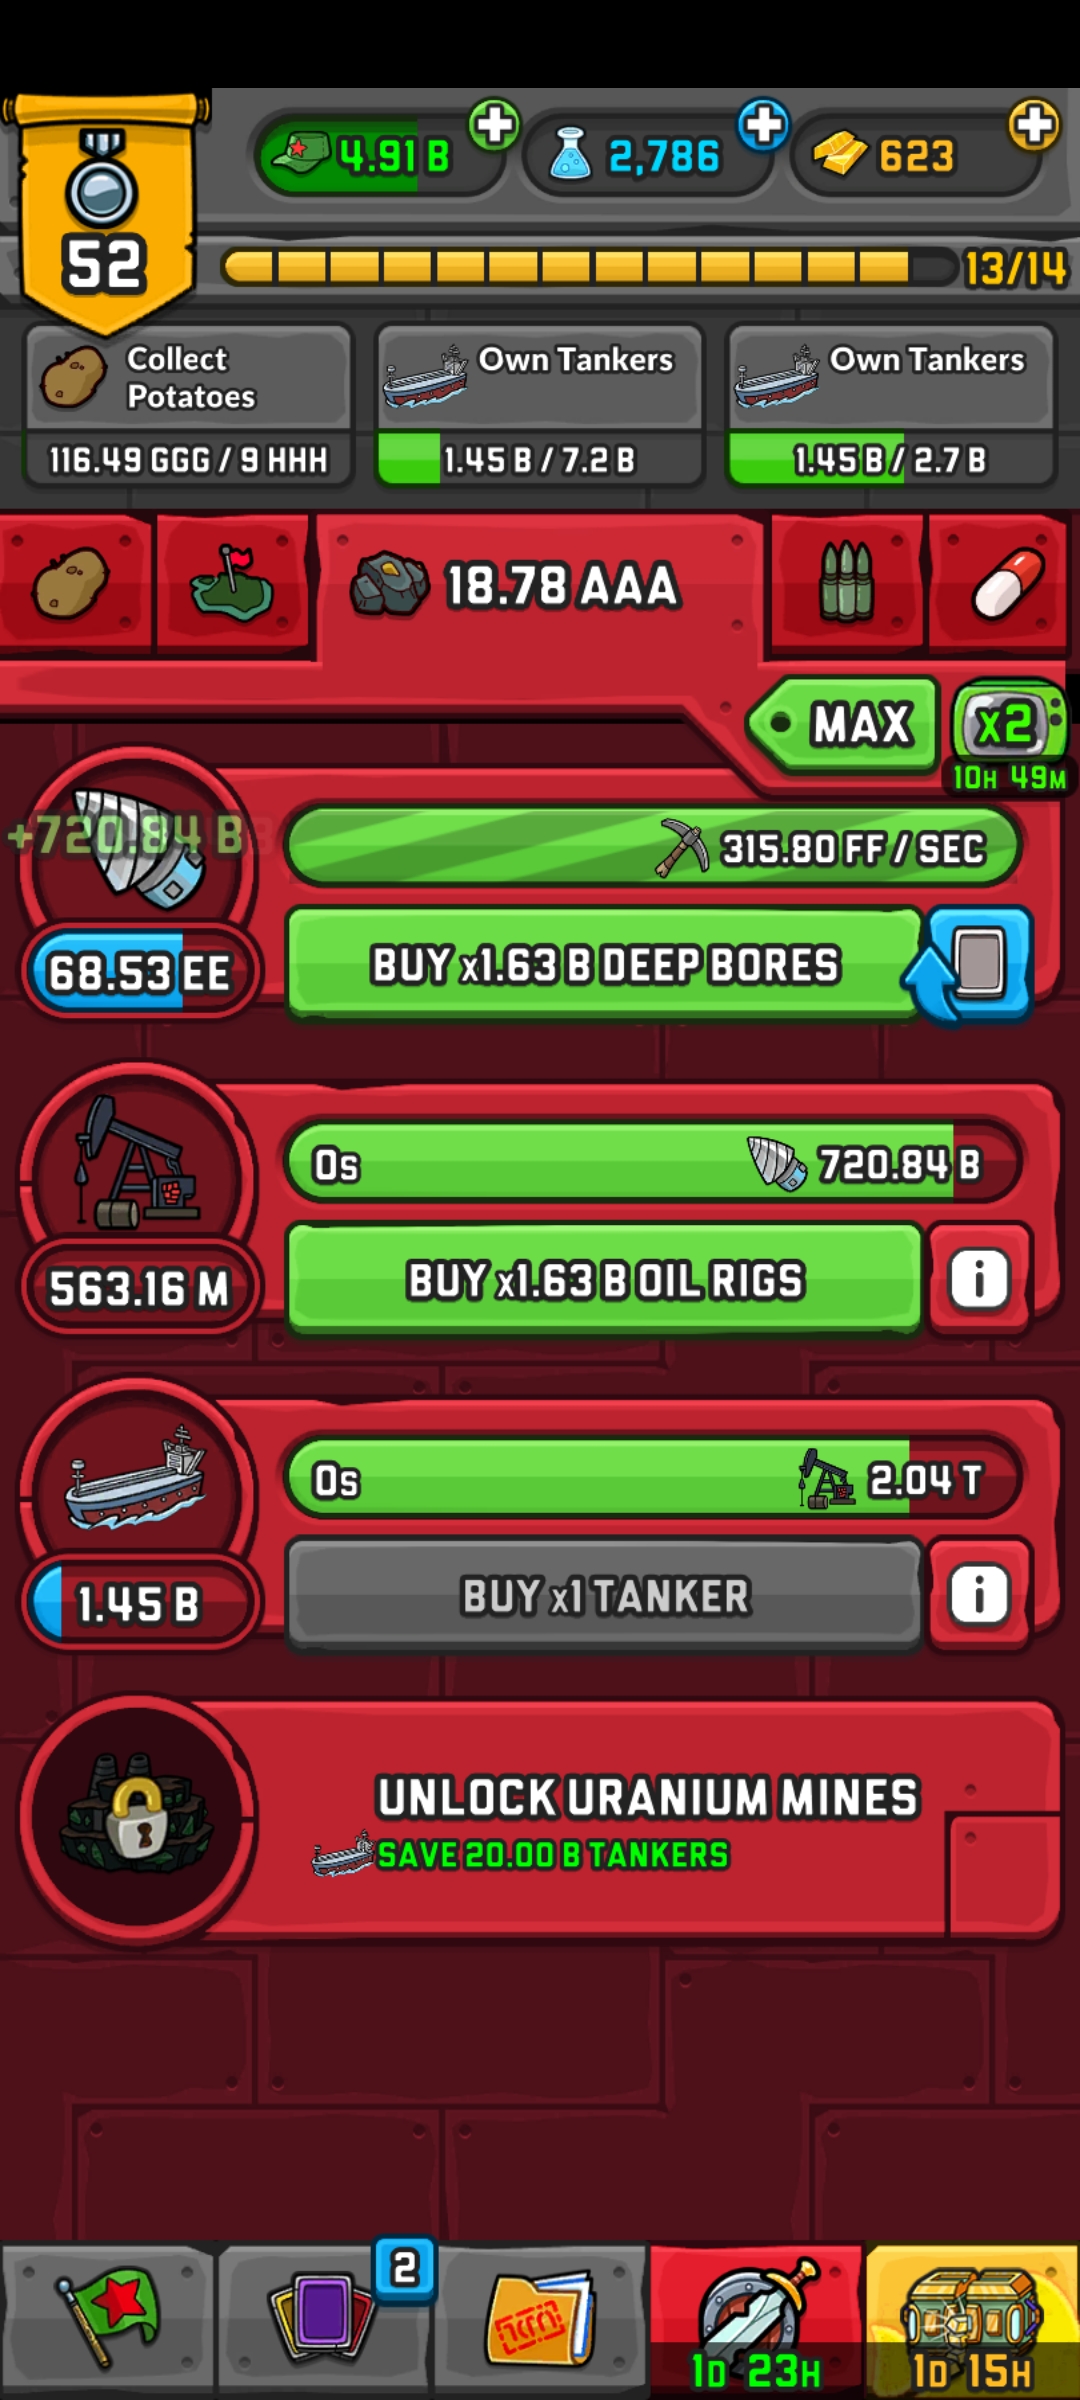 52
4.91 B
2,786
623
13/14
Collect
Potatoes
116.49 GGG / 9 HHH
Own Tankers
1.45 B / 7.2 B
Own Tankers
1.45 B / 2.7 B
18.78 AAA
MAX
x2
10H 49M
+720.84 B
315.80 FF / SEC
68.53 EE
BUY x1.63 B DEEP BORES
0s
720.84 B
563.16 M
BUY x1.63 B OIL RIGS
i
0s
2.04 T
1.45 B
BUY x1 TANKER
i
UNLOCK URANIUM MINES
SAVE 20.00 B TANKERS
2
1D 23H
1D 15H